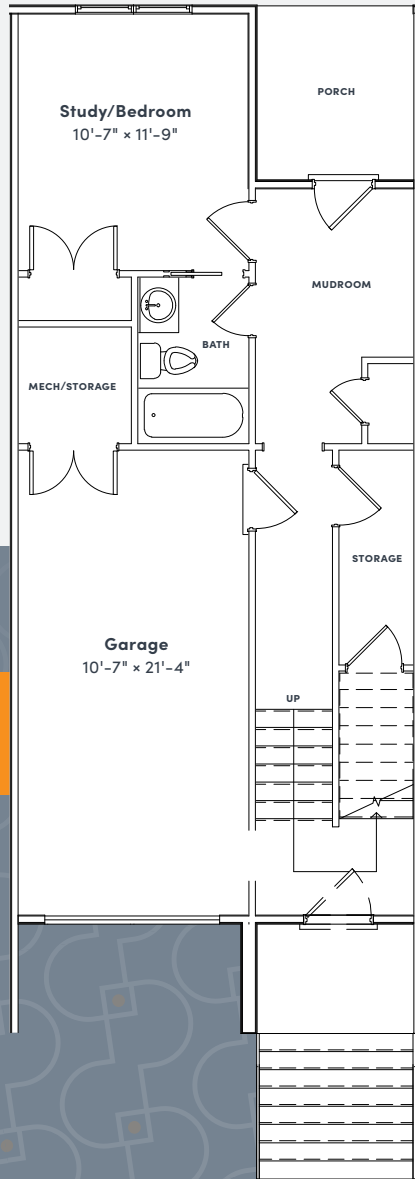 PORCH
Study/Bedroom
10'-7" × 11'-9"
MUDROOM
BATH
MECH/STORAGE
STORAGE
Garage
10'-7" × 21'-4"
UP